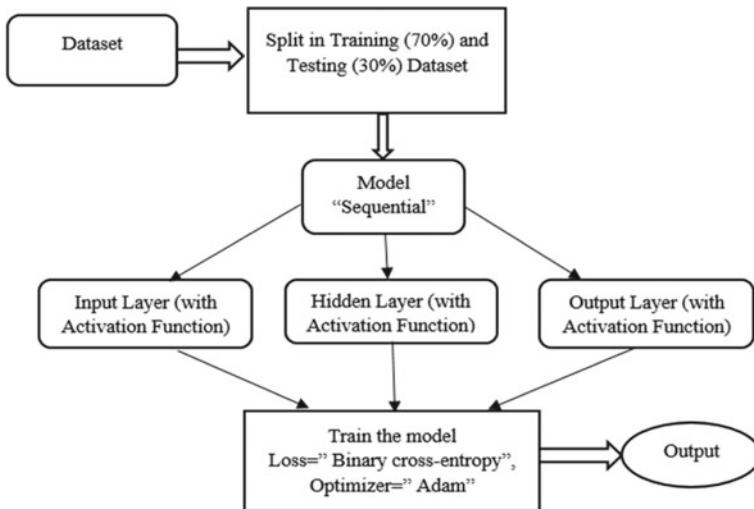 Dataset
Split in Training (70%) and
Testing (30%) Dataset
Model
“Sequential”
Input Layer (with
Activation Function)
Hidden Layer (with
Activation Function)
Output Layer (with
Activation Function)
Train the model
Loss=” Binary cross-entropy”,
Optimizer=” Adam”
Output